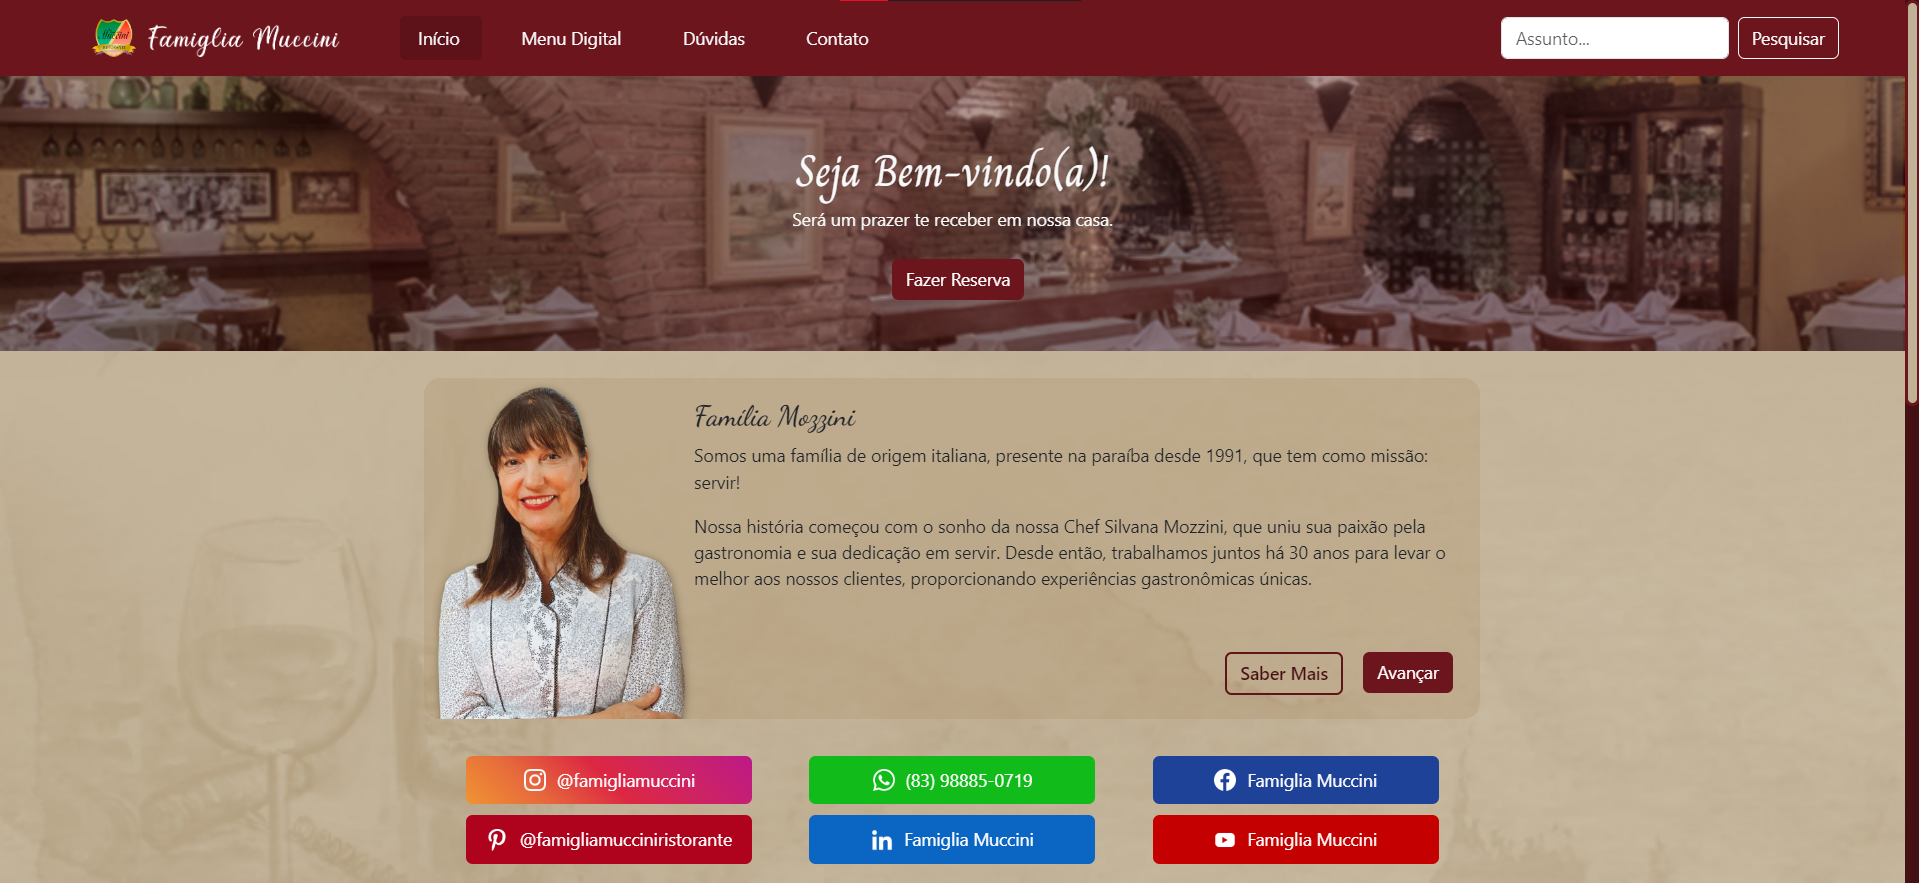 Muccini
Famiglia Muccini
Início
Menu Digital
Dúvidas
Contato
Assunto...
Pesquisar
Seja Bem-vindo(a)!
Será um prazer te receber em nossa casa.
Fazer Reserva
Família Mozzini
Somos uma família de origem italiana, presente na paraíba desde 1991, que tem como missão:
servir!
Nossa história começou com o sonho da nossa Chef Silvana Mozzini, que uniu sua paixão pela
gastronomia e sua dedicação em servir. Desde então, trabalhamos juntos há 30 anos para levar o
melhor aos nossos clientes, proporcionando experiências gastronômicas únicas.
Saber Mais
Avançar
@famigliamuccini
(83) 98885-0719
Famiglia Muccini
@famigliamucciniristorante
Famiglia Muccini
Famiglia Muccini